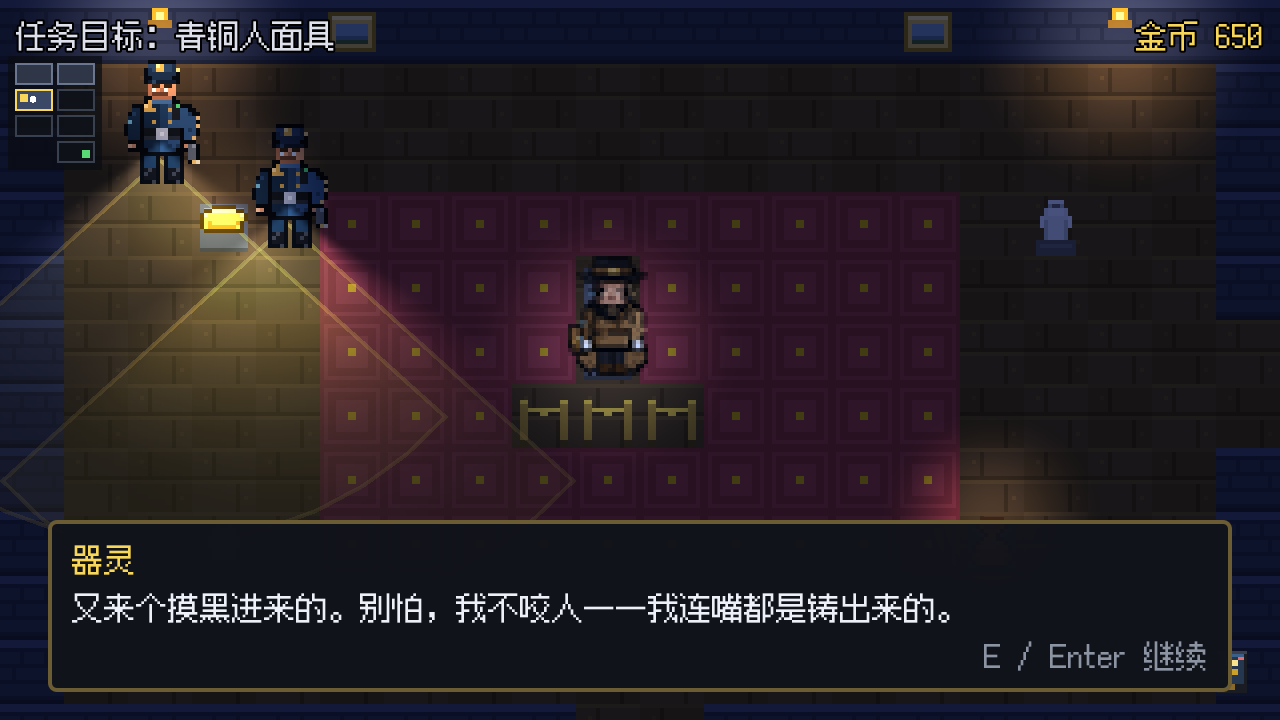 任务目标：青铜人面具
金币 650
器灵
又来个摸黑进来的。别怕，我不咬人——我连嘴都是铸出来的。
E / Enter 继续